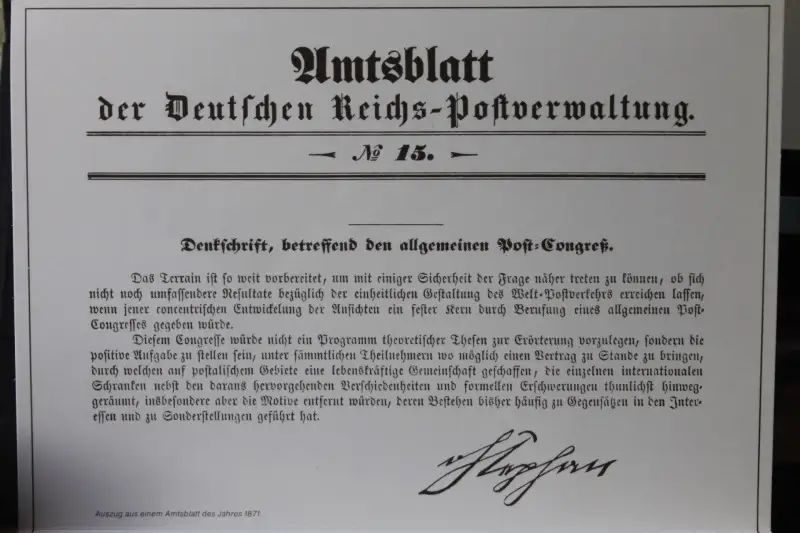 Amtsblatt
der Deutschen Reichs-Postverwaltung.
№ 15.
Denkschrift, betreffend den allgemeinen Post-Congreß.
Das Terrain ist so weit vorbereitet, um mit einiger Sicherheit der Frage näher treten zu können, ob sich
nicht noch umfassendere Resultate bezüglich der einheitlichen Gestaltung des Welt-Postverkehrs erreichen lassen,
wenn jener concentrischen Entwickelung der Ansichten ein fester Kern durch Berufung eines allgemeinen Post-
Congresses gegeben würde.
Diesem Congresse würde nicht ein Programm theoretischer Thesen zur Erörterung vorzulegen, sondern die
positive Aufgabe zu stellen sein, unter sämmtlichen Theilnehmern wo möglich einen Vertrag zu Stande zu bringen,
durch welchen auf postalischem Gebiete eine lebenskräftige Gemeinschaft geschaffen, die einzelnen internationalen
Schranken nebst den daraus hervorgehenden Verschiedenheiten und formellen Erschwerungen thunlichst hinweg-
geräumt, insbesondere aber die Motive entfernt würden, deren Bestehen bisher häufig zu Gegensätzen in den Inter-
essen und zu Sonderstellungen geführt hat.
Stephan
Auszug aus einem Amtsblatt des Jahres 1871